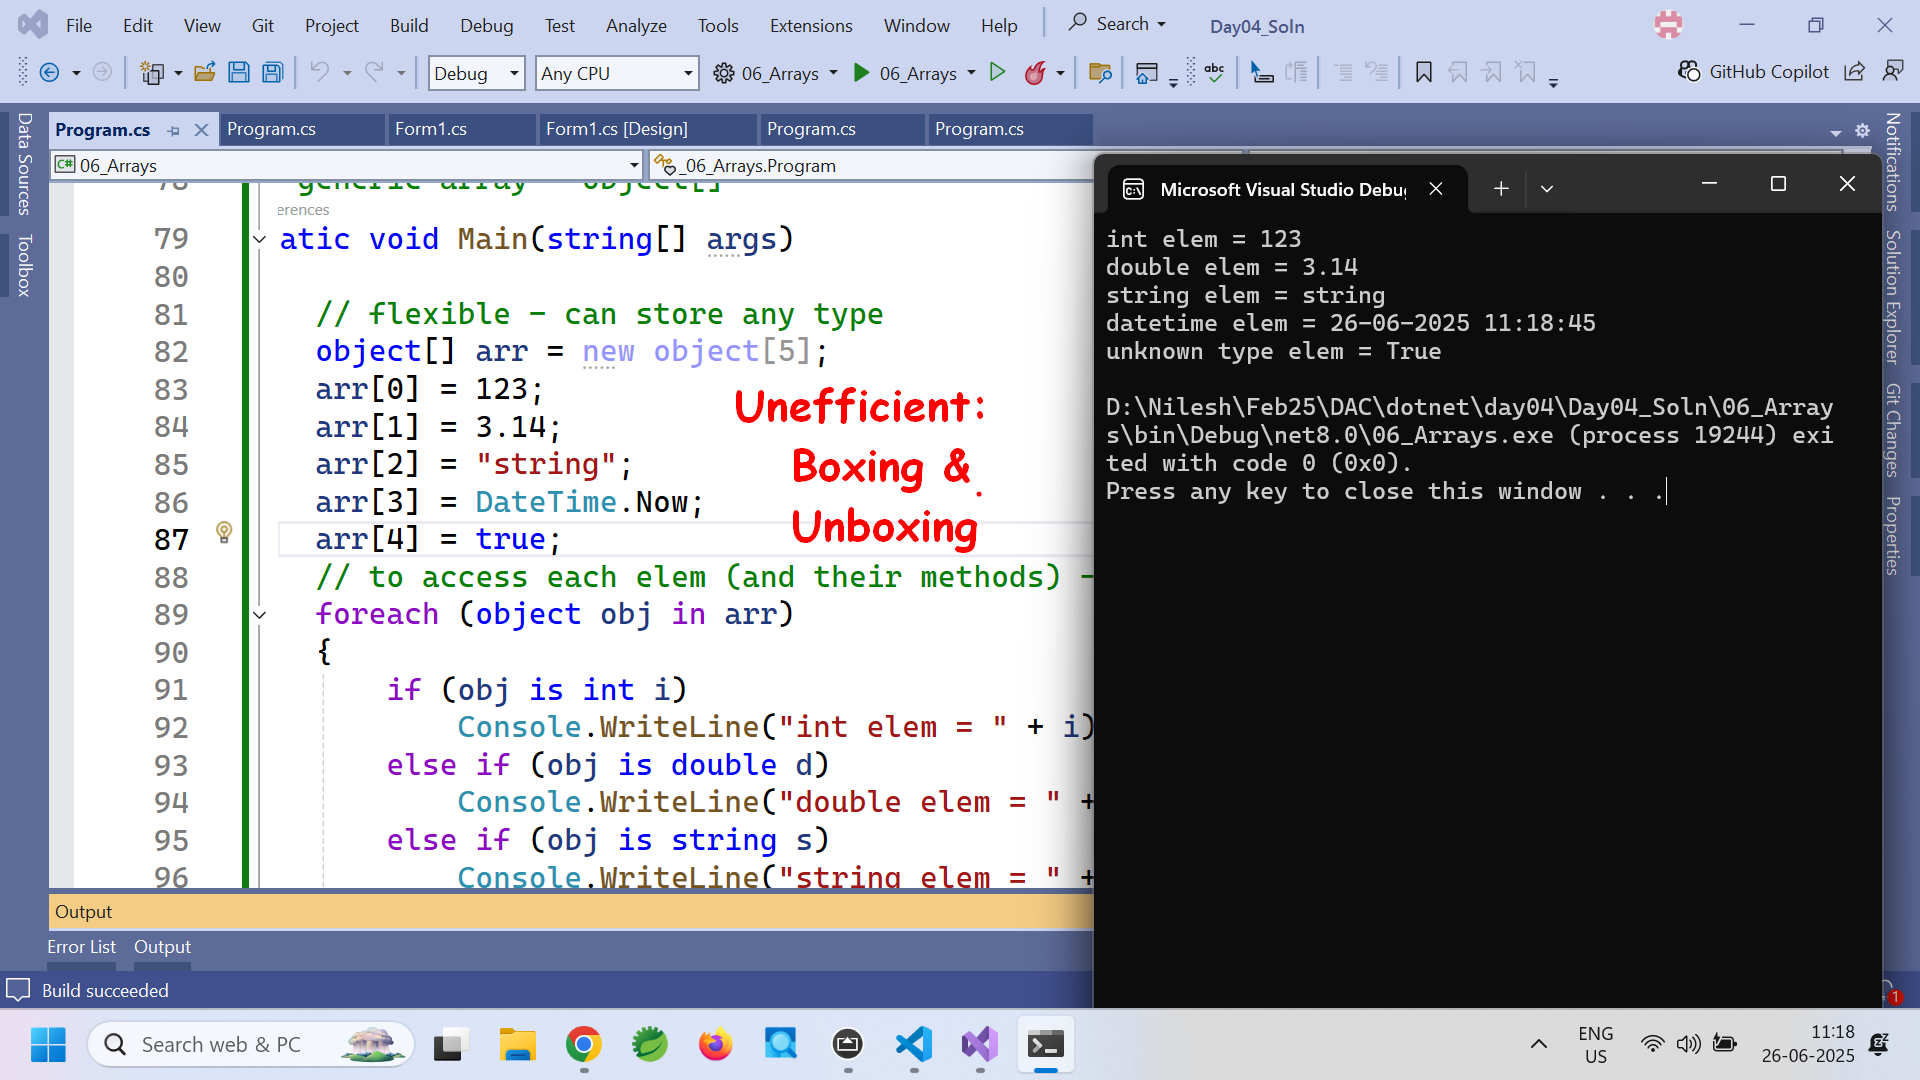 File Edit View Git Project Build Debug Test Analyze Tools Extensions Window Help Search Day04_Soln
Debug Any CPU 06_Arrays 06_Arrays GitHub Copilot
Program.cs Program.cs Form1.cs Form1.cs [Design] Program.cs Program.cs
06_Arrays _06_Arrays.Program
Data Sources
Toolbox
78 generic array - object[]
erences
79 atic void Main(string[] args)
80
81 // flexible - can store any type
82 object[] arr = new object[5];
83 arr[0] = 123;
84 arr[1] = 3.14;
85 arr[2] = "string";
86 arr[3] = DateTime.Now;
87 arr[4] = true;
88 // to access each elem (and their methods) -
89 foreach (object obj in arr)
90 {
91 if (obj is int i)
92 Console.WriteLine("int elem = " + i)
93 else if (obj is double d)
94 Console.WriteLine("double elem = " +
95 else if (obj is string s)
96 Console.WriteLine("string elem = " +
Unefficient:
Boxing &
Unboxing
Microsoft Visual Studio Debu
int elem = 123
double elem = 3.14
string elem = string
datetime elem = 26-06-2025 11:18:45
unknown type elem = True
D:\Nilesh\Feb25\DAC\dotnet\day04\Day04_Soln\06_Array
s\bin\Debug\net8.0\06_Arrays.exe (process 19244) exi
ted with code 0 (0x0).
Press any key to close this window . . .
Notifications
Solution Explorer
Git Changes
Properties
Output
Error List Output
Build succeeded
1
Search web & PC
ENG
US
11:18
26-06-2025